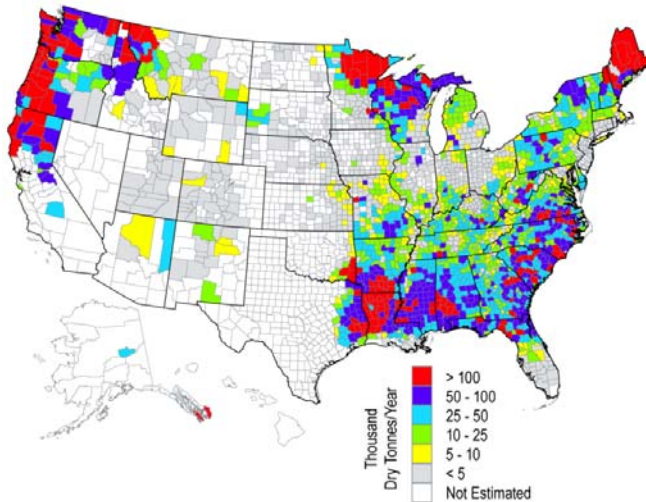 Thousand
Dry Tonnes/Year
> 100
50 - 100
25 - 50
10 - 25
5 - 10
< 5
Not Estimated